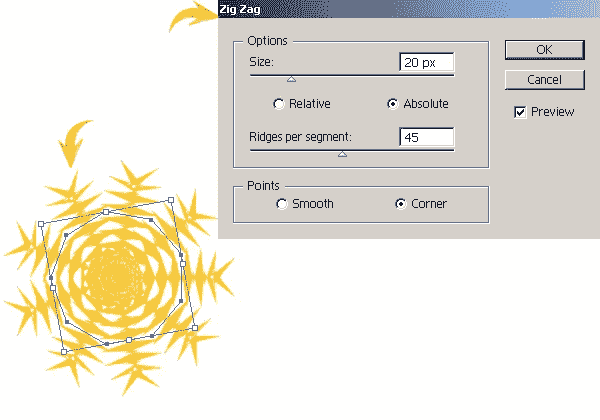 Zig Zag
Options
Size:
20 px
OK
Cancel
Relative
Absolute
Preview
Ridges per segment:
45
Points
Smooth
Corner